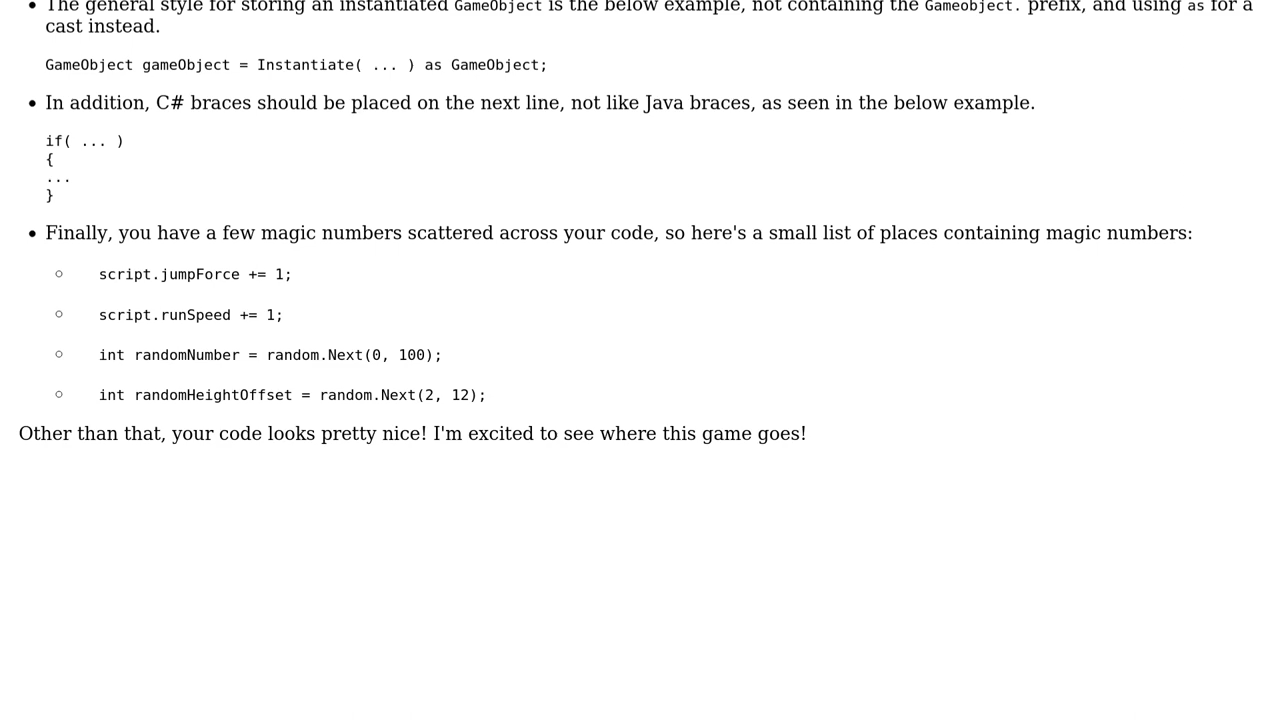 The general style for storing an instantiated GameObject is the below example, not containing the Gameobject. prefix, and using as for a
cast instead.
GameObject gameObject = Instantiate( ... ) as GameObject;
In addition, C# braces should be placed on the next line, not like Java braces, as seen in the below example.
if( ... )
{
...
}
Finally, you have a few magic numbers scattered across your code, so here's a small list of places containing magic numbers:
script.jumpForce += 1;
script.runSpeed += 1;
int randomNumber = random.Next(0, 100);
int randomHeightOffset = random.Next(2, 12);
Other than that, your code looks pretty nice! I'm excited to see where this game goes!